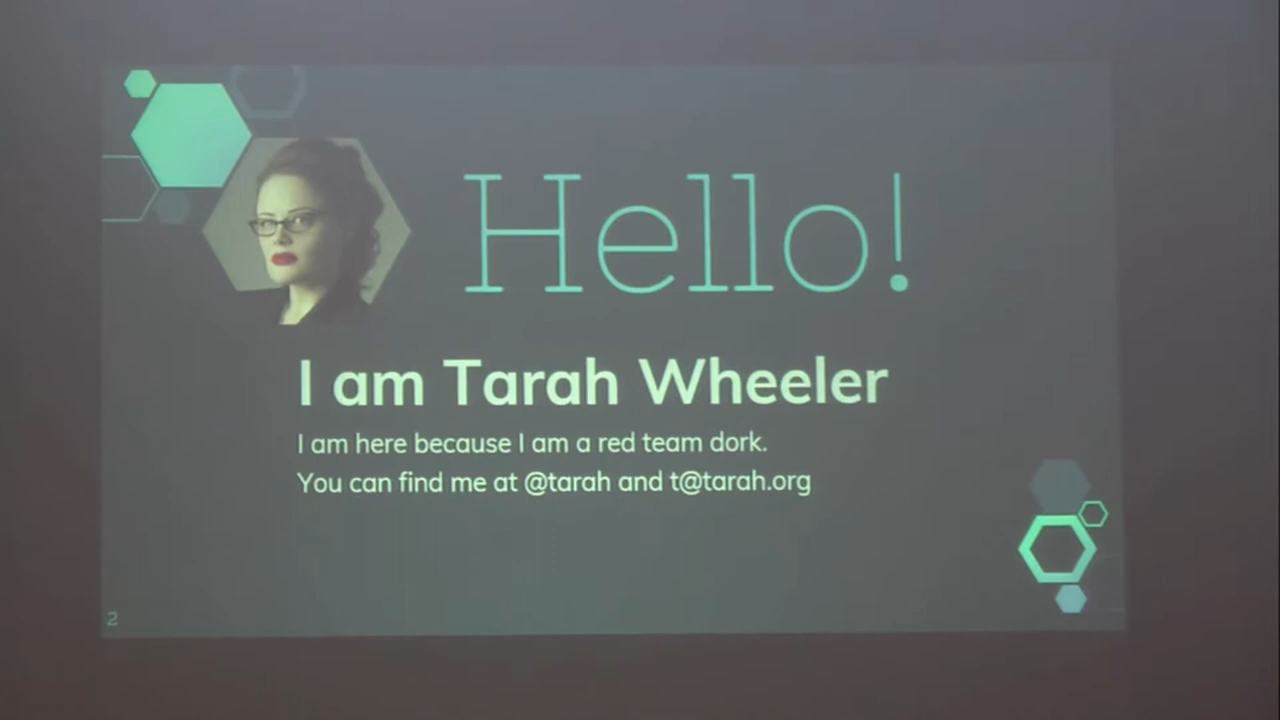 Hello!
I am Tarah Wheeler
I am here because I am a red team dork.
You can find me at @tarah and t@tarah.org
2